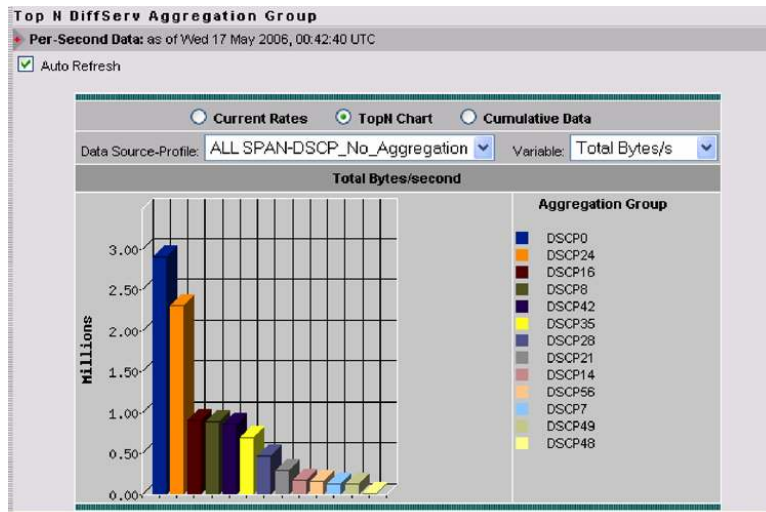 Top N DiffServ Aggregation Group
Per-Second Data: as of Wed 17 May 2006, 00:42:40 UTC
Auto Refresh
Current Rates TopN Chart Cumulative Data
Data Source-Profile: ALL SPAN-DSCP_No_Aggregation Variable: Total Bytes/s
Total Bytes/second
Millions
3.00
2.50
2.00
1.50
1.00
0.50
0.00
Aggregation Group
DSCP0
DSCP24
DSCP16
DSCP8
DSCP42
DSCP35
DSCP28
DSCP21
DSCP14
DSCP56
DSCP7
DSCP49
DSCP48